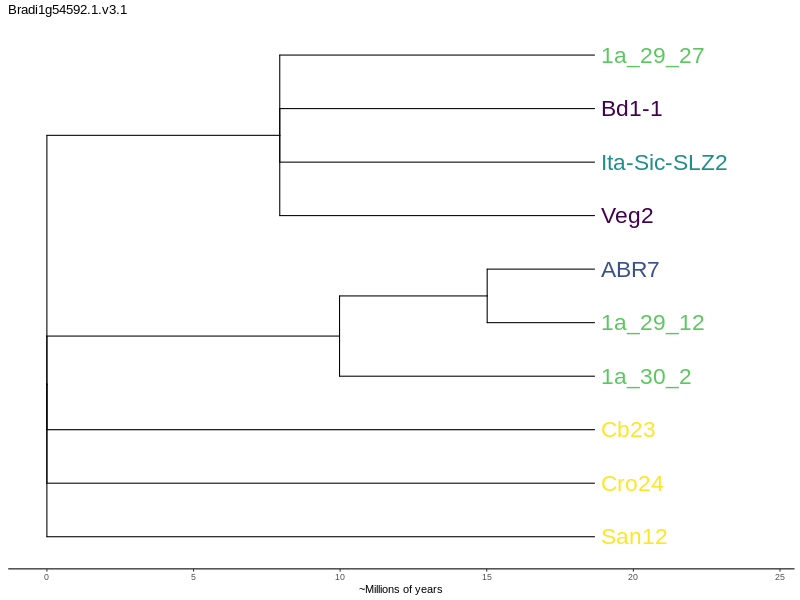 Bradi1g54592.1.v3.1
1a_29_27
Bd1-1
Ita-Sic-SLZ2
Veg2
ABR7
1a_29_12
1a_30_2
Cb23
Cro24
San12
0 5 10 15 20 25
~Millions of years